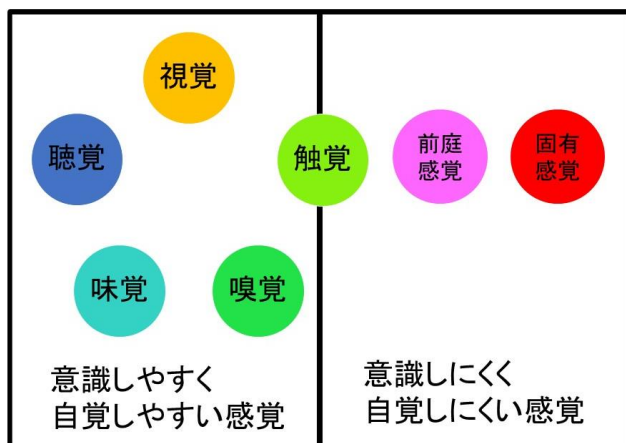 視覚
聴覚
触覚
前庭
感覚
固有
感覚
味覚
嗅覚
意識しやすく
自覚しやすい感覚
意識しにくく
自覚しにくい感覚